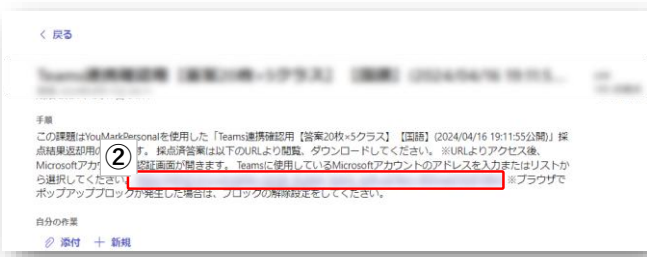 < 戻る
手順
この課題はYouMarkPersonalを使用した「Teams連携確認用【答案20枚×5クラス】【国語】(2024/04/16 19:11:55公開)」採
点結果返却用の す。 採点済答案は以下のURLより閲覧、ダウンロードしてください。 ※URLよりアクセス後、
Microsoftアカ ② 認証画面が開きます。 Teamsに使用しているMicrosoftアカウントのアドレスを入力またはリストか
ら選択してください。 ※ブラウザで
ポップアップブロックが発生した場合は、ブロックの解除設定をしてください。
自分の作業
添付 + 新規